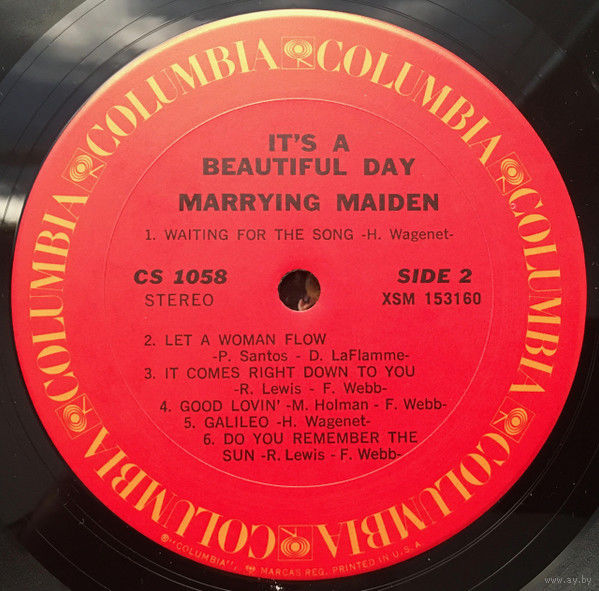 COLUMBIA COLUMBIA COLUMBIA COLUMBIA COLUMBIA COLUMBIA
IT'S A
BEAUTIFUL DAY
MARRYING MAIDEN
1. WAITING FOR THE SONG -H. Wagenet-
CS 1058 SIDE 2
STEREO XSM 153160
2. LET A WOMAN FLOW
-P. Santos - D. LaFlamme-
3. IT COMES RIGHT DOWN TO YOU
-R. Lewis - F. Webb-
4. GOOD LOVIN' -M. Holman - F. Webb-
5. GALILEO -H. Wagenet-
6. DO YOU REMEMBER THE
SUN -R. Lewis - F. Webb-
®"COLUMBIA", MARCAS REG. PRINTED IN U.S.A.
www.ay.by